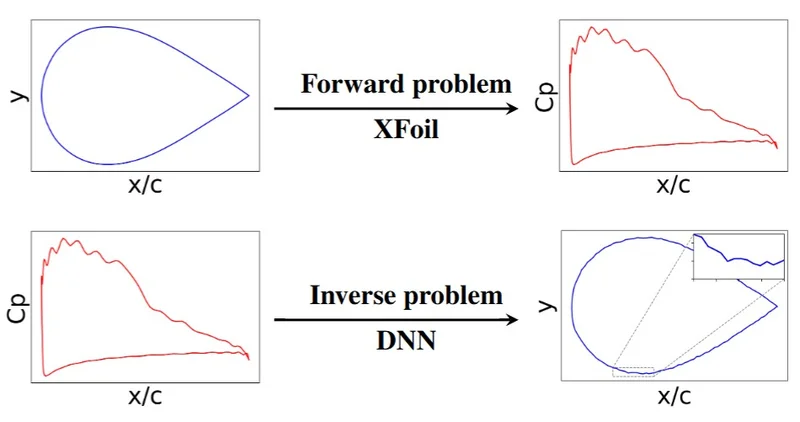 y
x/c
Forward problem
XFoil
Cp
x/c
Cp
x/c
Inverse problem
DNN
y
x/c